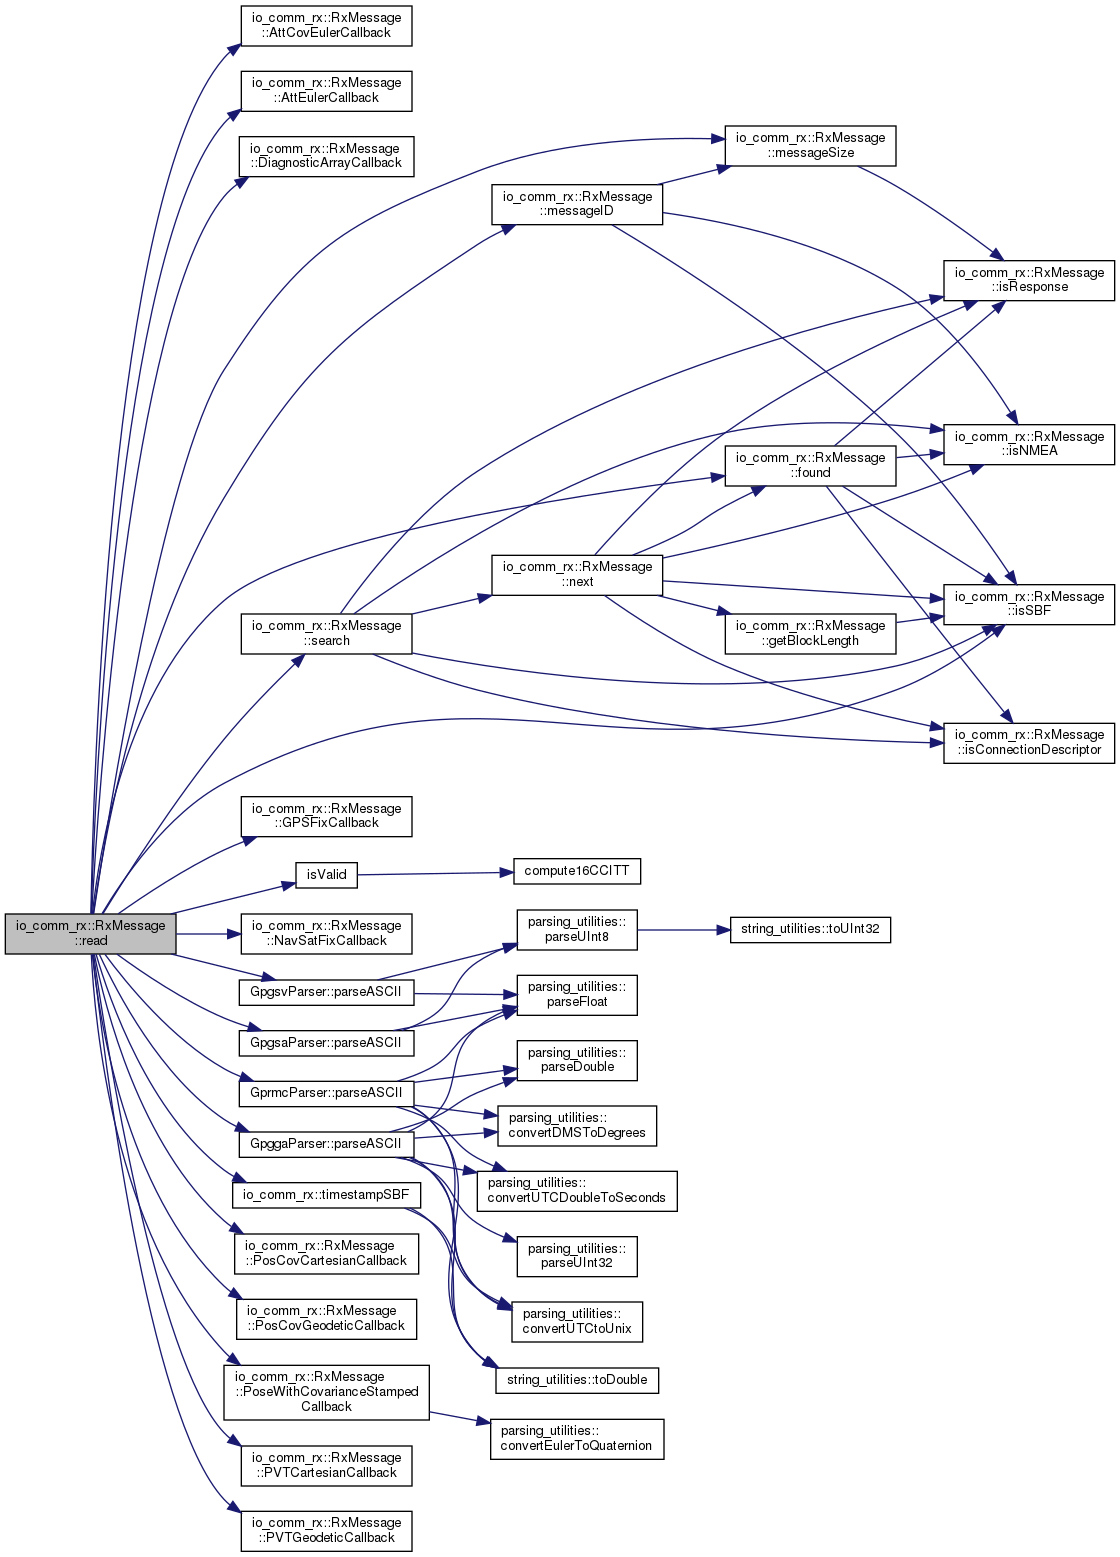 io_comm_rx::RxMessage
::AttCovEulerCallback
io_comm_rx::RxMessage
::AttEulerCallback
io_comm_rx::RxMessage
::DiagnosticArrayCallback
io_comm_rx::RxMessage
::messageSize
io_comm_rx::RxMessage
::messageID
io_comm_rx::RxMessage
::isResponse
io_comm_rx::RxMessage
::isNMEA
io_comm_rx::RxMessage
::found
io_comm_rx::RxMessage
::next
io_comm_rx::RxMessage
::isSBF
io_comm_rx::RxMessage
::search
io_comm_rx::RxMessage
::getBlockLength
io_comm_rx::RxMessage
::isConnectionDescriptor
io_comm_rx::RxMessage
::GPSFixCallback
isValid
compute16CCITT
io_comm_rx::RxMessage
::read
io_comm_rx::RxMessage
::NavSatFixCallback
parsing_utilities::
parseUInt8
string_utilities::toUInt32
GpgsvParser::parseASCII
parsing_utilities::
parseFloat
GpgsaParser::parseASCII
parsing_utilities::
parseDouble
GprmcParser::parseASCII
parsing_utilities::
convertDMSToDegrees
GpggaParser::parseASCII
parsing_utilities::
convertUTCDoubleToSeconds
io_comm_rx::timestampSBF
io_comm_rx::RxMessage
::PosCovCartesianCallback
parsing_utilities::
parseUInt32
io_comm_rx::RxMessage
::PosCovGeodeticCallback
parsing_utilities::
convertUTCtoUnix
io_comm_rx::RxMessage
::PoseWithCovarianceStamped
Callback
string_utilities::toDouble
parsing_utilities::
convertEulerToQuaternion
io_comm_rx::RxMessage
::PVTCartesianCallback
io_comm_rx::RxMessage
::PVTGeodeticCallback